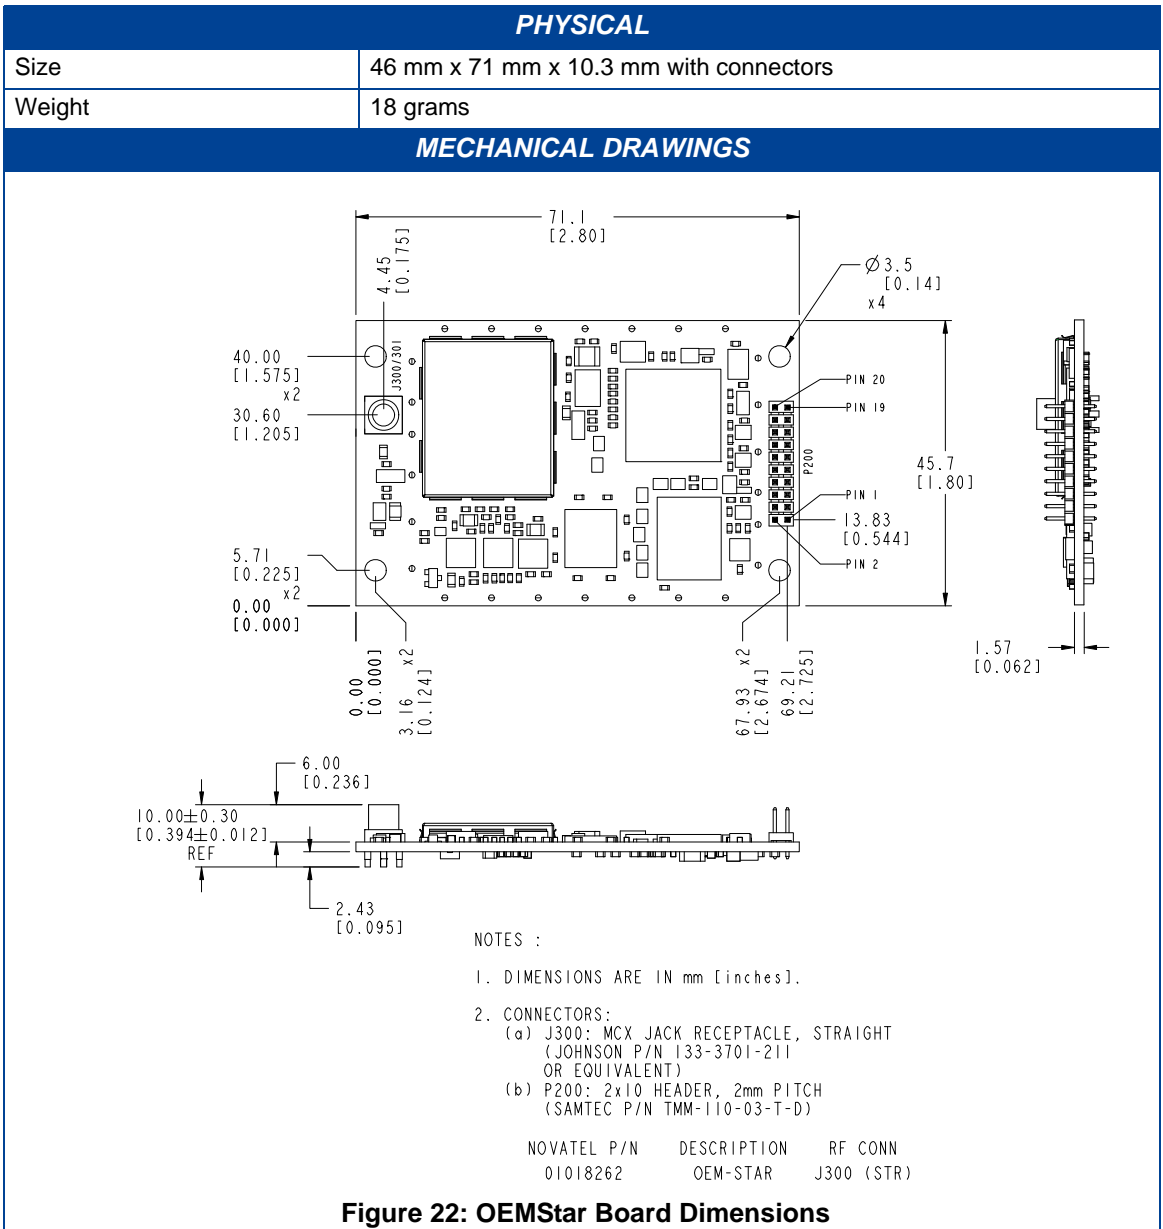 PHYSICAL
Size 46 mm x 71 mm x 10.3 mm with connectors
Weight 18 grams
MECHANICAL DRAWINGS
71.1
[2.80]
4.45
[0.175]
Ø3.5
[0.14]
x4
J300/301
40.00
[1.575]
x2
30.60
[1.205]
PIN 20
PIN 19
P200
45.7
[1.80]
PIN 1
13.83
[0.544]
PIN 2
5.71
[0.225]
x2
0.00
[0.000]
0.00
[0.000]
3.16 x2
[0.124]
67.93 x2
[2.674]
69.21
[2.725]
1.57
[0.062]
6.00
[0.236]
10.00±0.30
[0.394±0.012]
REF
2.43
[0.095]
NOTES :
1. DIMENSIONS ARE IN mm [inches].
2. CONNECTORS:
(a) J300: MCX JACK RECEPTACLE, STRAIGHT
(JOHNSON P/N 133-3701-211
OR EQUIVALENT)
(b) P200: 2x10 HEADER, 2mm PITCH
(SAMTEC P/N TMM-110-03-T-D)
NOVATEL P/N DESCRIPTION RF CONN
01018262 OEM-STAR J300 (STR)
Figure 22: OEMStar Board Dimensions